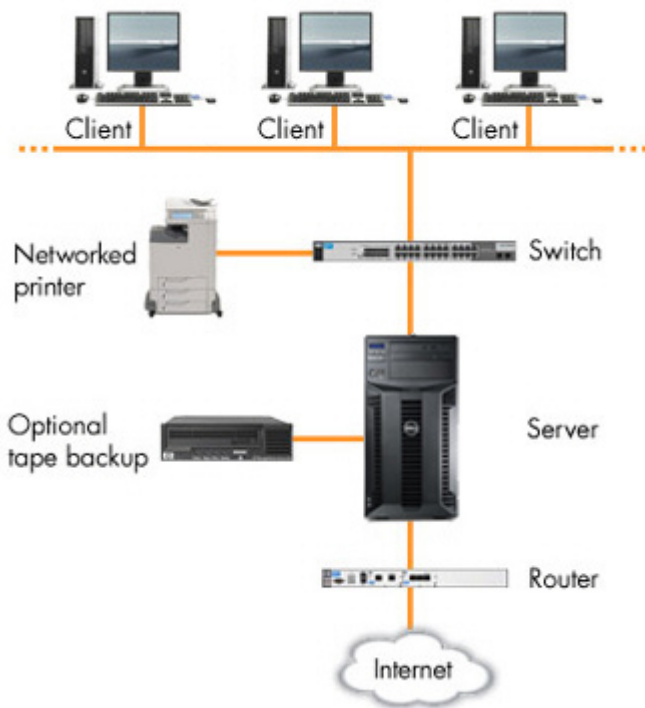 Client
Client
Client
Networked
printer
Switch
Optional
tape backup
Server
Router
Internet